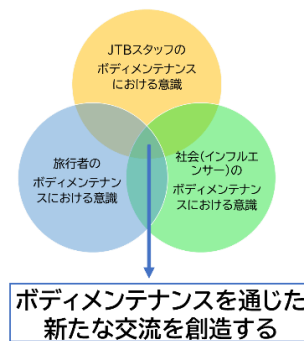 JTBスタッフの
ボディメンテナンス
における意識
旅行者の
ボディメンテナン
スにおける意識
社会(インフルエ
ンサー)の
ボディメンテナン
スにおける意識
ボディメンテナンスを通じた
新たな交流を創造する